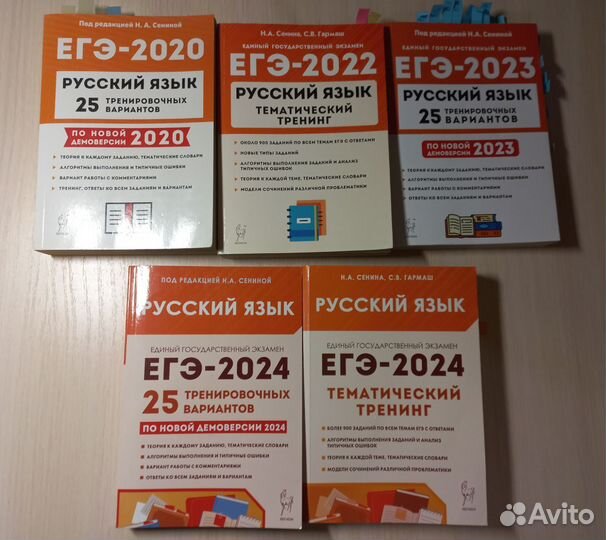 Под редакцией Н. А. Сениной
ЕГЭ-2020
РУССКИЙ ЯЗЫК
25 ТРЕНИРОВОЧНЫХ ВАРИАНТОВ
ПО НОВОЙ ДЕМОВЕРСИИ 2020
ТЕОРИЯ К КАЖДОМУ ЗАДАНИЮ, ТЕМАТИЧЕСКИЕ СЛОВАРИ
АЛГОРИТМЫ ВЫПОЛНЕНИЯ И ТИПИЧНЫЕ ОШИБКИ
ВАРИАНТ РАБОТЫ С КОММЕНТАРИЯМИ
ТРЕНИНГ, ОТВЕТЫ КО ВСЕМ ЗАДАНИЯМ И ВАРИАНТАМ
Н.А. Сенина, С.В. Гармаш
ЕДИНЫЙ ГОСУДАРСТВЕННЫЙ ЭКЗАМЕН
ЕГЭ-2022
РУССКИЙ ЯЗЫК
ТЕМАТИЧЕСКИЙ
ТРЕНИНГ
ОКОЛО 900 ЗАДАНИЙ ПО ВСЕМ ТЕМАМ ЕГЭ С ОТВЕТАМИ
НОВЫЕ ТИПЫ ЗАДАНИЙ
АЛГОРИТМЫ ВЫПОЛНЕНИЯ ЗАДАНИЙ И АНАЛИЗ
ТИПИЧНЫХ ОШИБОК
ТЕОРИЯ К КАЖДОЙ ТЕМЕ, ТЕМАТИЧЕСКИЕ СЛОВАРИ
МОДЕЛИ СОЧИНЕНИЙ РАЗЛИЧНОЙ ПРОБЛЕМАТИКИ
Под редакцией Н.А. Сениной
ЕДИНЫЙ ГОСУДАРСТВЕННЫЙ ЭКЗАМЕН
ЕГЭ-2023
РУССКИЙ ЯЗЫК
25 ТРЕНИРОВОЧНЫХ ВАРИАНТОВ
ПО НОВОЙ ДЕМОВЕРСИИ 2023
ТЕОРИЯ К КАЖДОМУ ЗАДАНИЮ, ТЕМАТИЧЕСКИЕ СЛОВАРИ
АЛГОРИТМЫ ВЫПОЛНЕНИЯ И ТИПИЧНЫЕ ОШИБКИ
ВАРИАНТ РАБОТЫ С КОММЕНТАРИЯМИ
ОТВЕТЫ КО ВСЕМ ЗАДАНИЯМ И ВАРИАНТАМ
ПОД РЕДАКЦИЕЙ Н.А. СЕНИНОЙ
РУССКИЙ ЯЗЫК
ЕДИНЫЙ ГОСУДАРСТВЕННЫЙ ЭКЗАМЕН
ЕГЭ-2024
25 ТРЕНИРОВОЧНЫХ ВАРИАНТОВ
ПО НОВОЙ ДЕМОВЕРСИИ 2024
ТЕОРИЯ К КАЖДОМУ ЗАДАНИЮ, ТЕМАТИЧЕСКИЕ СЛОВАРИ
АЛГОРИТМЫ ВЫПОЛНЕНИЯ И ТИПИЧНЫЕ ОШИБКИ
ВАРИАНТ РАБОТЫ С КОММЕНТАРИЯМИ
ОТВЕТЫ КО ВСЕМ ЗАДАНИЯМ И ВАРИАНТАМ
ЛЕГИОН
Н.А. СЕНИНА, С.В. ГАРМАШ
РУССКИЙ ЯЗЫК
ЕДИНЫЙ ГОСУДАРСТВЕННЫЙ ЭКЗАМЕН
ЕГЭ-2024
ТЕМАТИЧЕСКИЙ
ТРЕНИНГ
БОЛЕЕ 900 ЗАДАНИЙ ПО ВСЕМ ТЕМАМ ЕГЭ С ОТВЕТАМИ
АЛГОРИТМЫ ВЫПОЛНЕНИЯ ЗАДАНИЙ И АНАЛИЗ
ТИПИЧНЫХ ОШИБОК
ТЕОРИЯ К КАЖДОЙ ТЕМЕ, ТЕМАТИЧЕСКИЕ СЛОВАРИ
МОДЕЛИ СОЧИНЕНИЙ РАЗЛИЧНОЙ ПРОБЛЕМАТИКИ
ЛЕГИОН
Avito